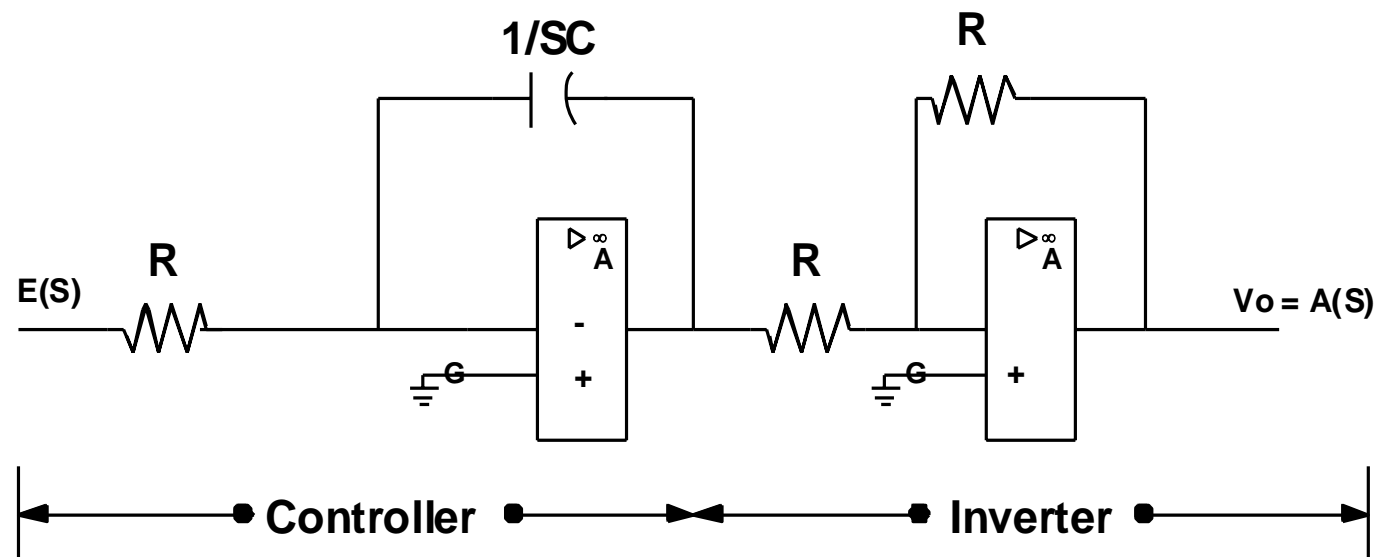 1/SC
R
R
E(S)
R
Vo = A(S)
∞
A
-
G
+
∞
A
G
+
Controller
Inverter